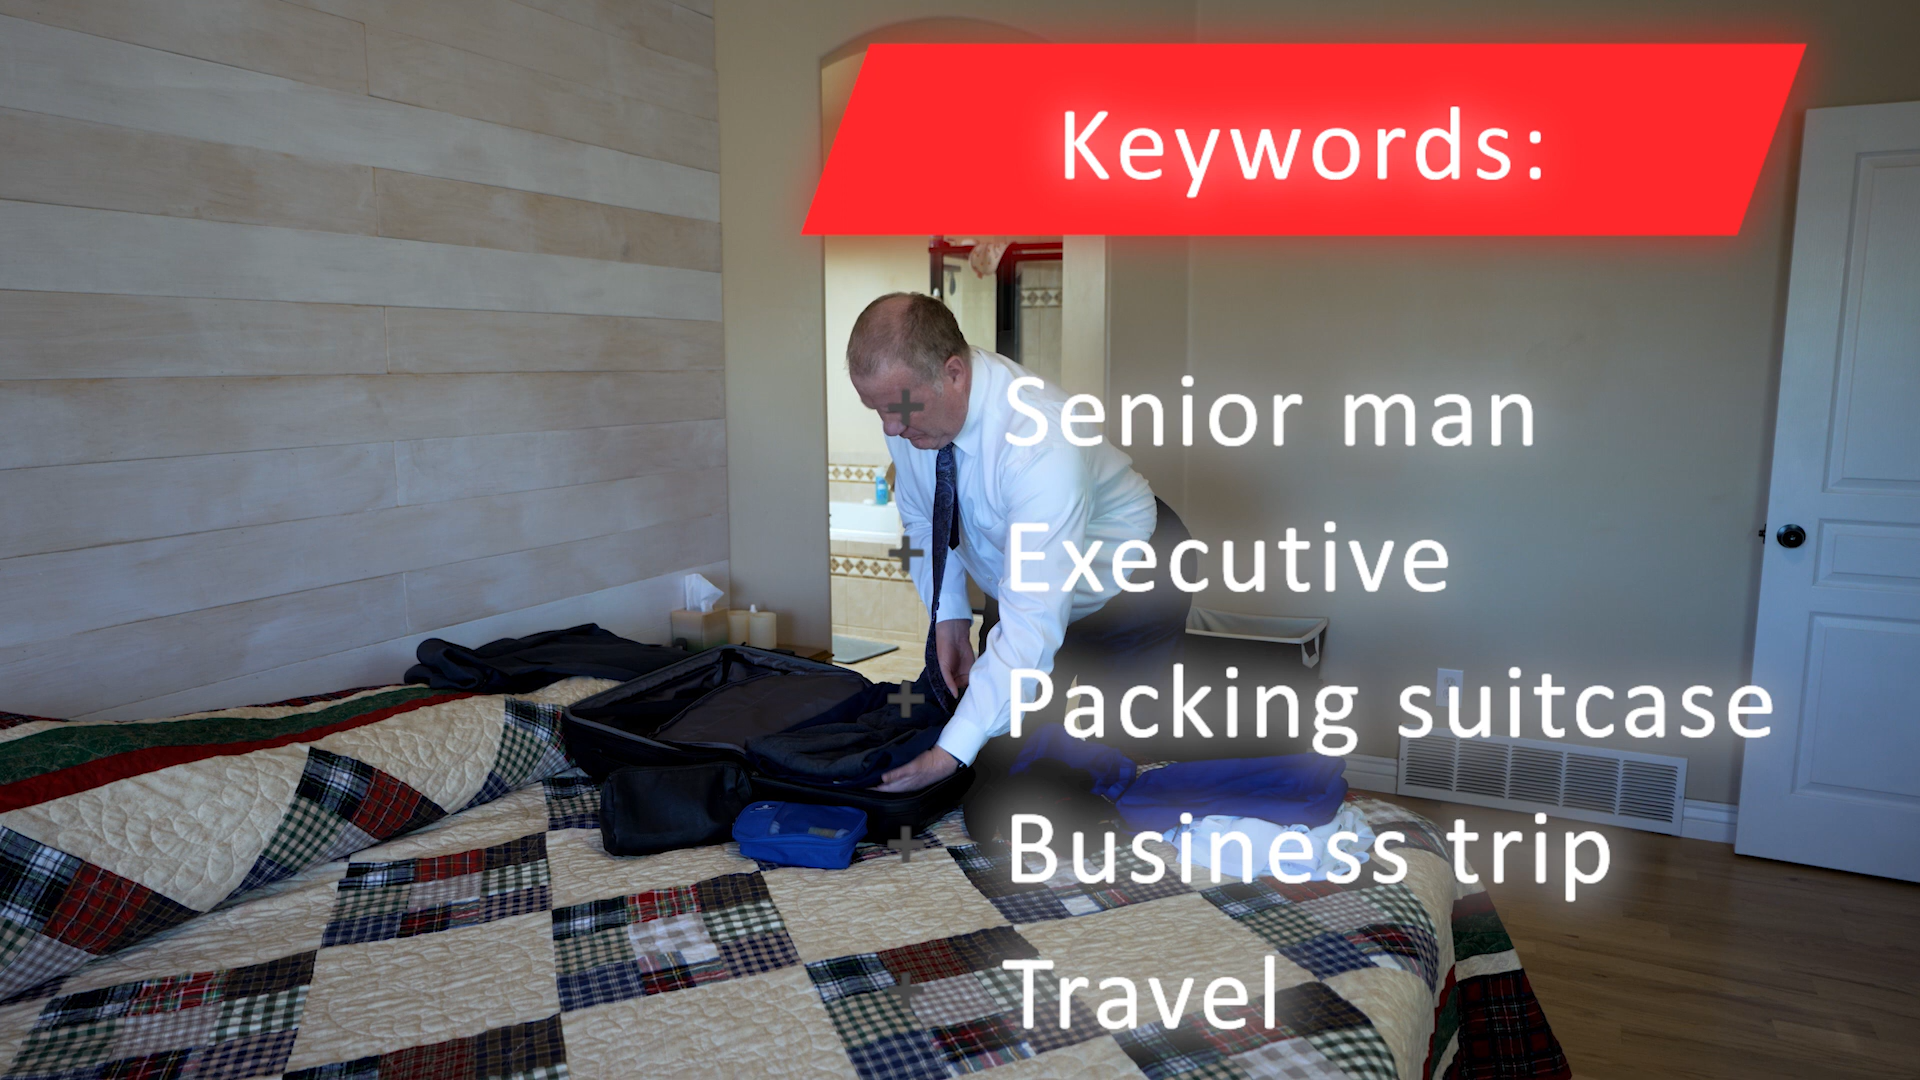 Keywords:
+ Senior man
+ Executive
+ Packing suitcase
+ Business trip
+ Travel